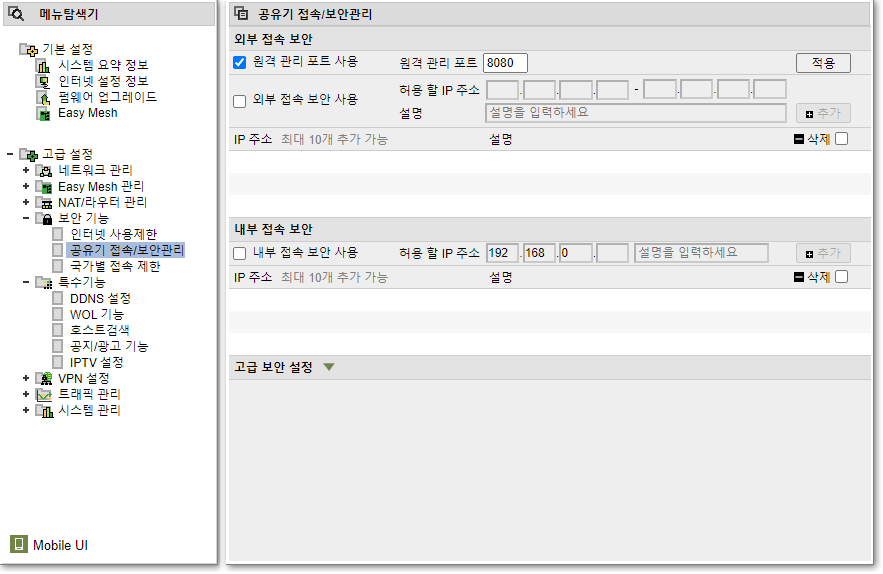 메뉴탐색기
기본 설정
시스템 요약 정보
인터넷 설정 정보
펌웨어 업그레이드
Easy Mesh
고급 설정
네트워크 관리
Easy Mesh 관리
NAT/라우터 관리
보안 기능
인터넷 사용제한
공유기 접속/보안관리
국가별 접속 제한
특수기능
DDNS 설정
WOL 기능
호스트검색
공지/광고 기능
IPTV 설정
VPN 설정
트래픽 관리
시스템 관리
Mobile UI
공유기 접속/보안관리
외부 접속 보안
원격 관리 포트 사용 원격 관리 포트 8080 적용
외부 접속 보안 사용 허용 할 IP 주소 . . . - . . .
설명 설명을 입력하세요 추가
IP 주소 최대 10개 추가 가능 설명 삭제
내부 접속 보안
내부 접속 보안 사용 허용 할 IP 주소 192 . 168 . 0 . 설명을 입력하세요 추가
IP 주소 최대 10개 추가 가능 설명 삭제
고급 보안 설정